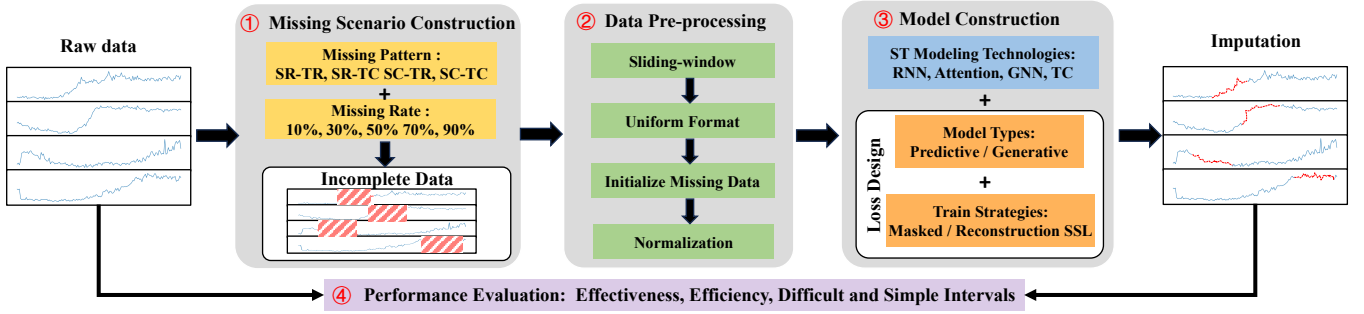 Raw data
① Missing Scenario Construction
Missing Pattern :
SR-TR, SR-TC SC-TR, SC-TC
+
Missing Rate :
10%, 30%, 50% 70%, 90%
Incomplete Data
② Data Pre-processing
Sliding-window
Uniform Format
Initialize Missing Data
Normalization
③ Model Construction
ST Modeling Technologies:
RNN, Attention, GNN, TC
+
Loss Design
Model Types:
Predictive / Generative
+
Train Strategies:
Masked / Reconstruction SSL
Imputation
④ Performance Evaluation: Effectiveness, Efficiency, Difficult and Simple Intervals